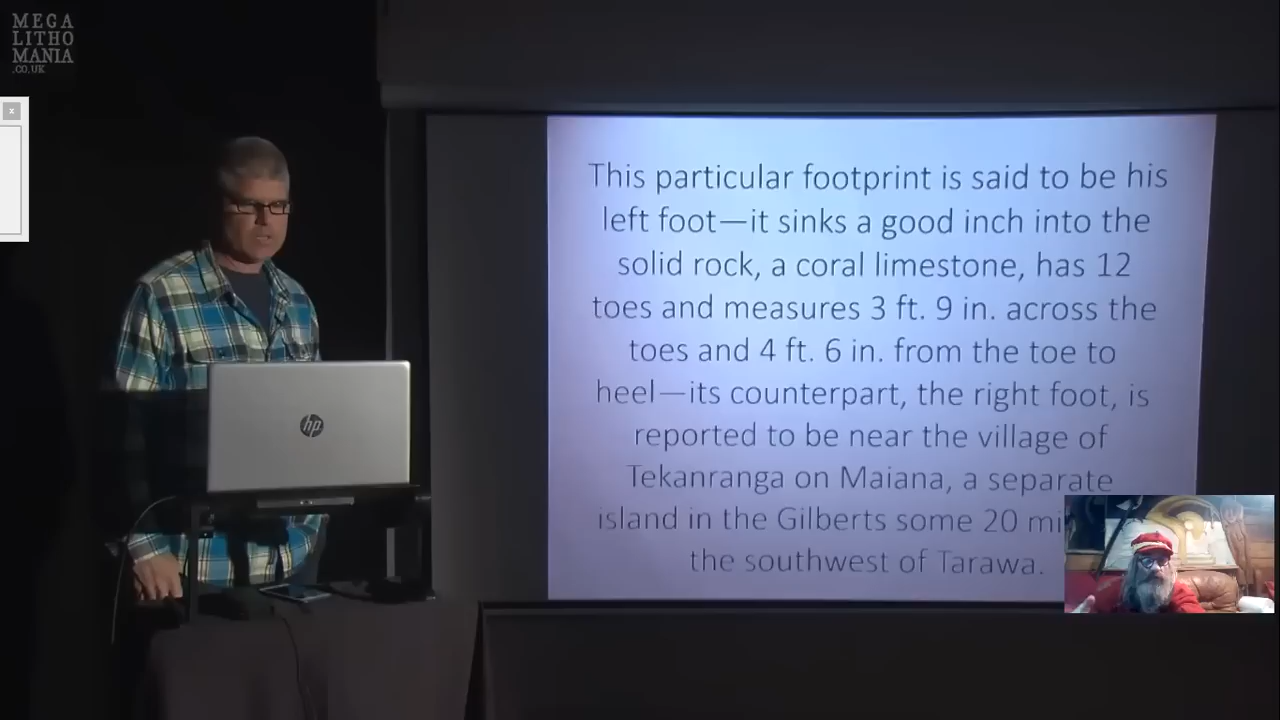 MEGA
LITHO
MANIA
.CO.UK
x
This particular footprint is said to be his
left foot—it sinks a good inch into the
solid rock, a coral limestone, has 12
toes and measures 3 ft. 9 in. across the
toes and 4 ft. 6 in. from the toe to
heel—its counterpart, the right foot, is
reported to be near the village of
Tekanranga on Maiana, a separate
island in the Gilberts some 20 mi
the southwest of Tarawa.
hp